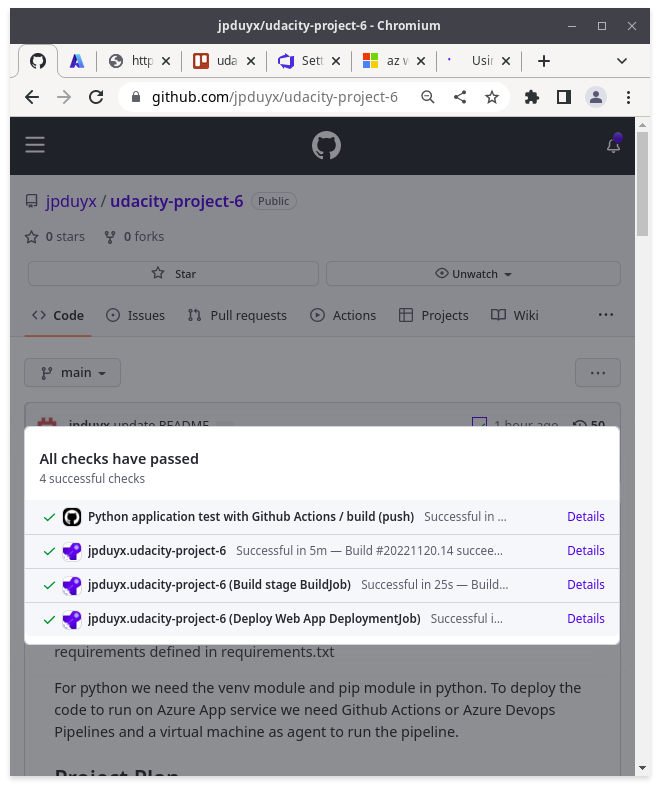 jpduyx/udacity-project-6 - Chromium
http
uda
Sett
az w
Usin
github.com/jpduyx/udacity-project-6
jpduyx / udacity-project-6 Public
0 stars 0 forks
Star Unwatch
Code Issues Pull requests Actions Projects Wiki
main
jpduyx update README 1 hour ago 50
All checks have passed
4 successful checks
Python application test with Github Actions / build (push) Successful in ... Details
jpduyx.udacity-project-6 Successful in 5m — Build #20221120.14 succee... Details
jpduyx.udacity-project-6 (Build stage BuildJob) Successful in 25s — Build... Details
jpduyx.udacity-project-6 (Deploy Web App DeploymentJob) Successful i... Details
requirements defined in requirements.txt
For python we need the venv module and pip module in python. To deploy the
code to run on Azure App service we need Github Actions or Azure Devops
Pipelines and a virtual machine as agent to run the pipeline.
Project Plan